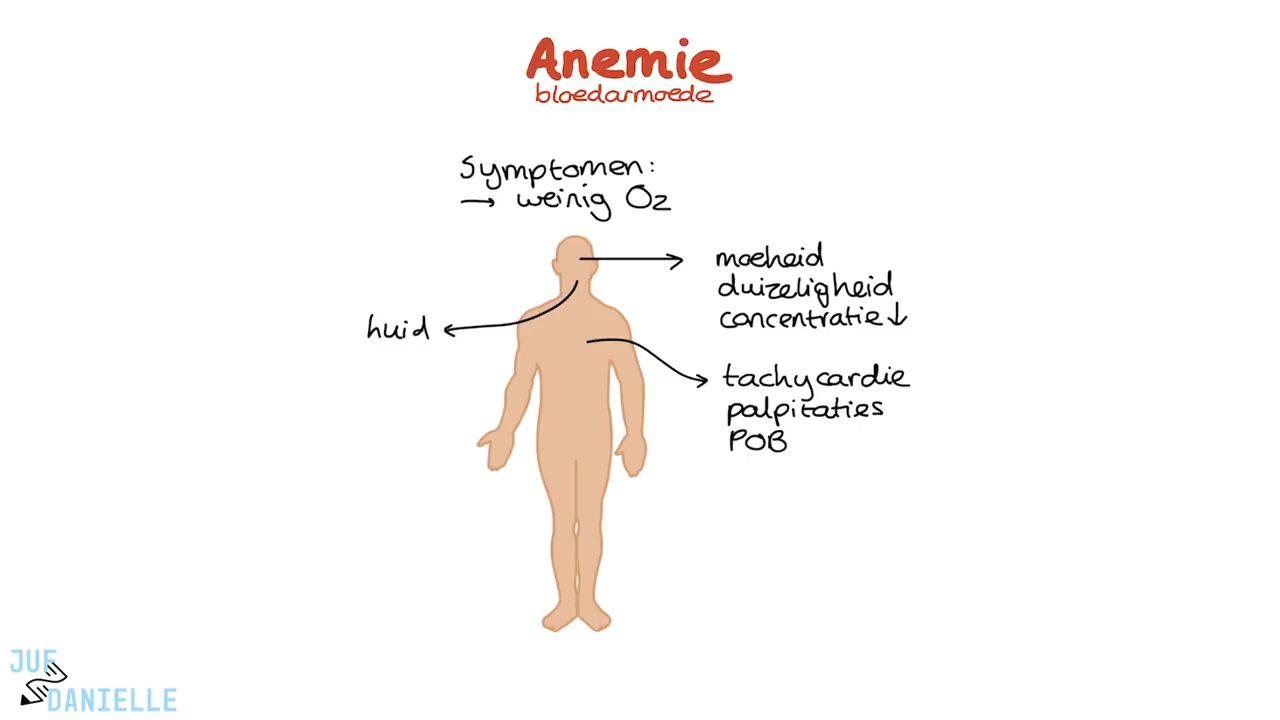 Anemie
bloedarmoede
Symptomen:
→ weinig O2
moeheid
duizeligheid
concentratie↓
huid
tachycardie
palpitaties
POB
JUF
DANIELLE